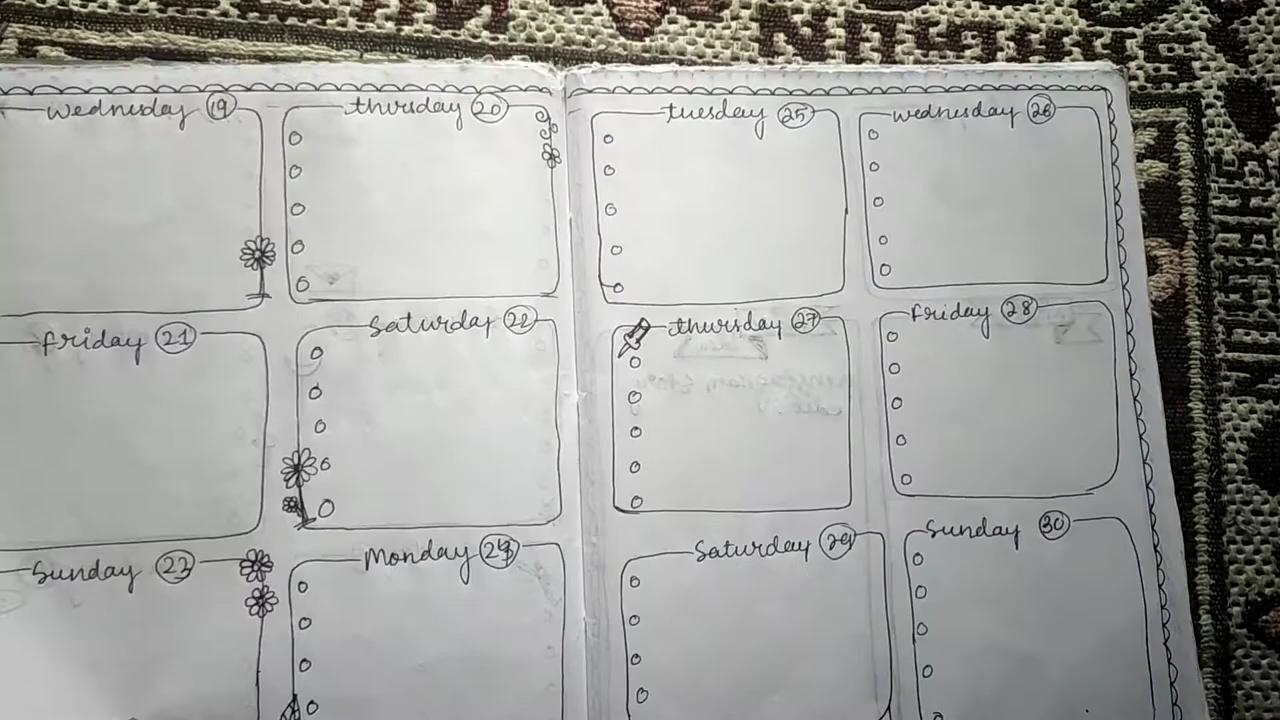 wednesday 19
thursday 20
friday 21
saturday 22
Sunday 23
Monday 24
tuesday 25
wednesday 26
thursday 27
friday 28
Saturday 29
Sunday 30